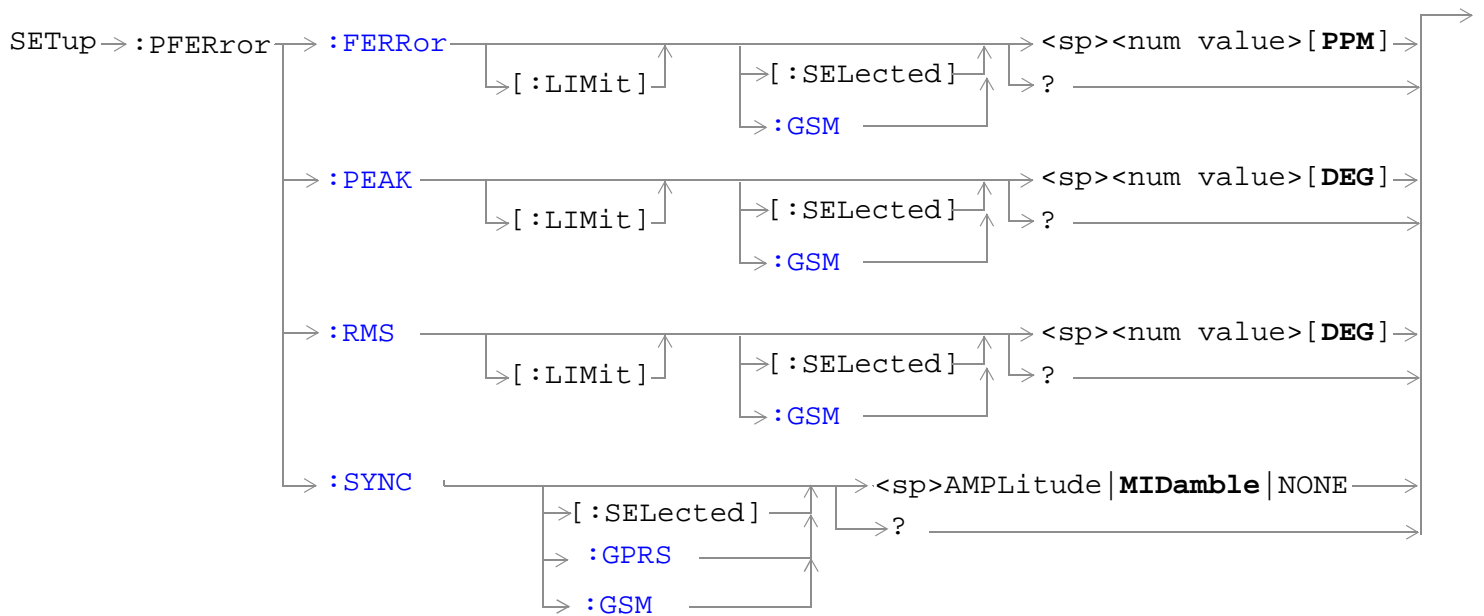 SETup :PFERror :FERRor <sp><num value>[PPM]
[:LIMit] [:SELected] ?
:GSM
:PEAK <sp><num value>[DEG]
[:LIMit] [:SELected] ?
:GSM
:RMS <sp><num value>[DEG]
[:LIMit] [:SELected] ?
:GSM
:SYNC <sp>AMPLitude|MIDamble|NONE
[:SELected] ?
:GPRS
:GSM